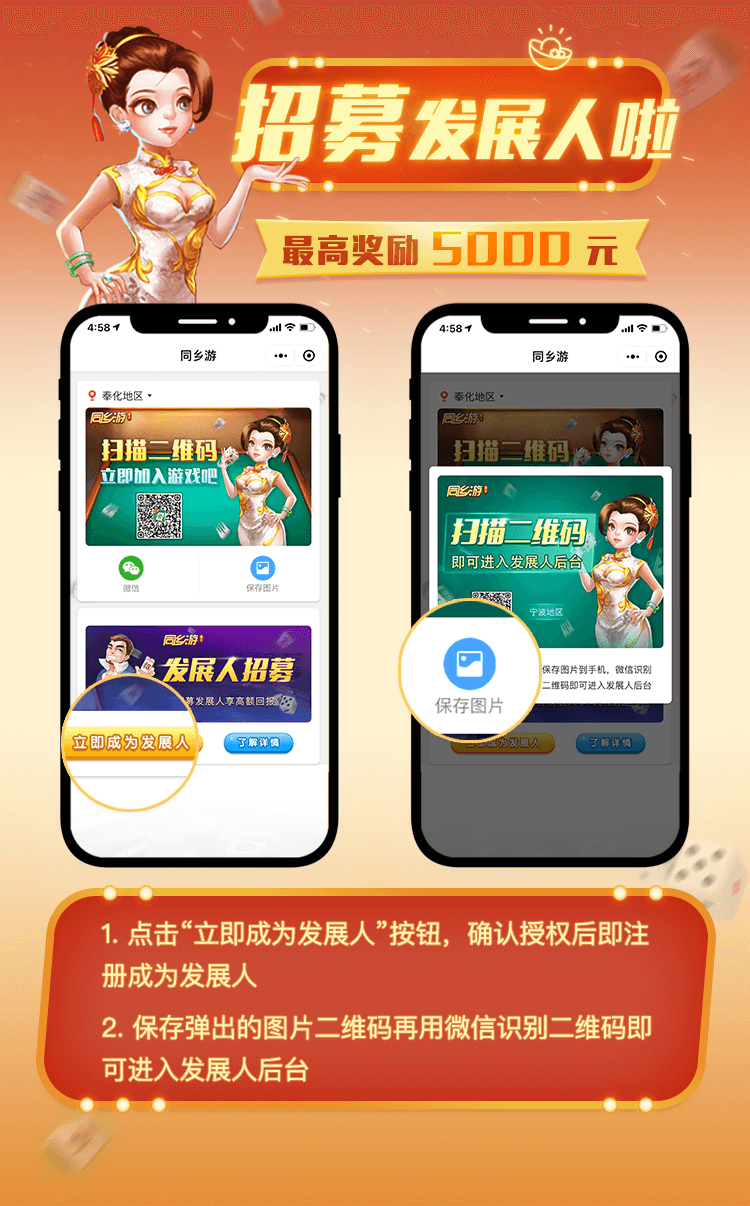 招募发展人啦
最高奖励 5000 元
4:58
同乡游
奉化地区
同乡游
扫描二维码
立即加入游戏吧
微信
保存图片
同乡游
发展人招募
募发展人享高额回报
立即成为发展人
了解详情
4:58
同乡游
奉化地区
同乡游
扫描二维码
同乡游
扫描二维码
即可进入发展人后台
宁波地区
保存图片到手机，微信识别
二维码即可进入发展人后台
保存图片
立即成为发展人
了解详情
1. 点击“立即成为发展人”按钮，确认授权后即注
册成为发展人
2. 保存弹出的图片二维码再用微信识别二维码即
可进入发展人后台